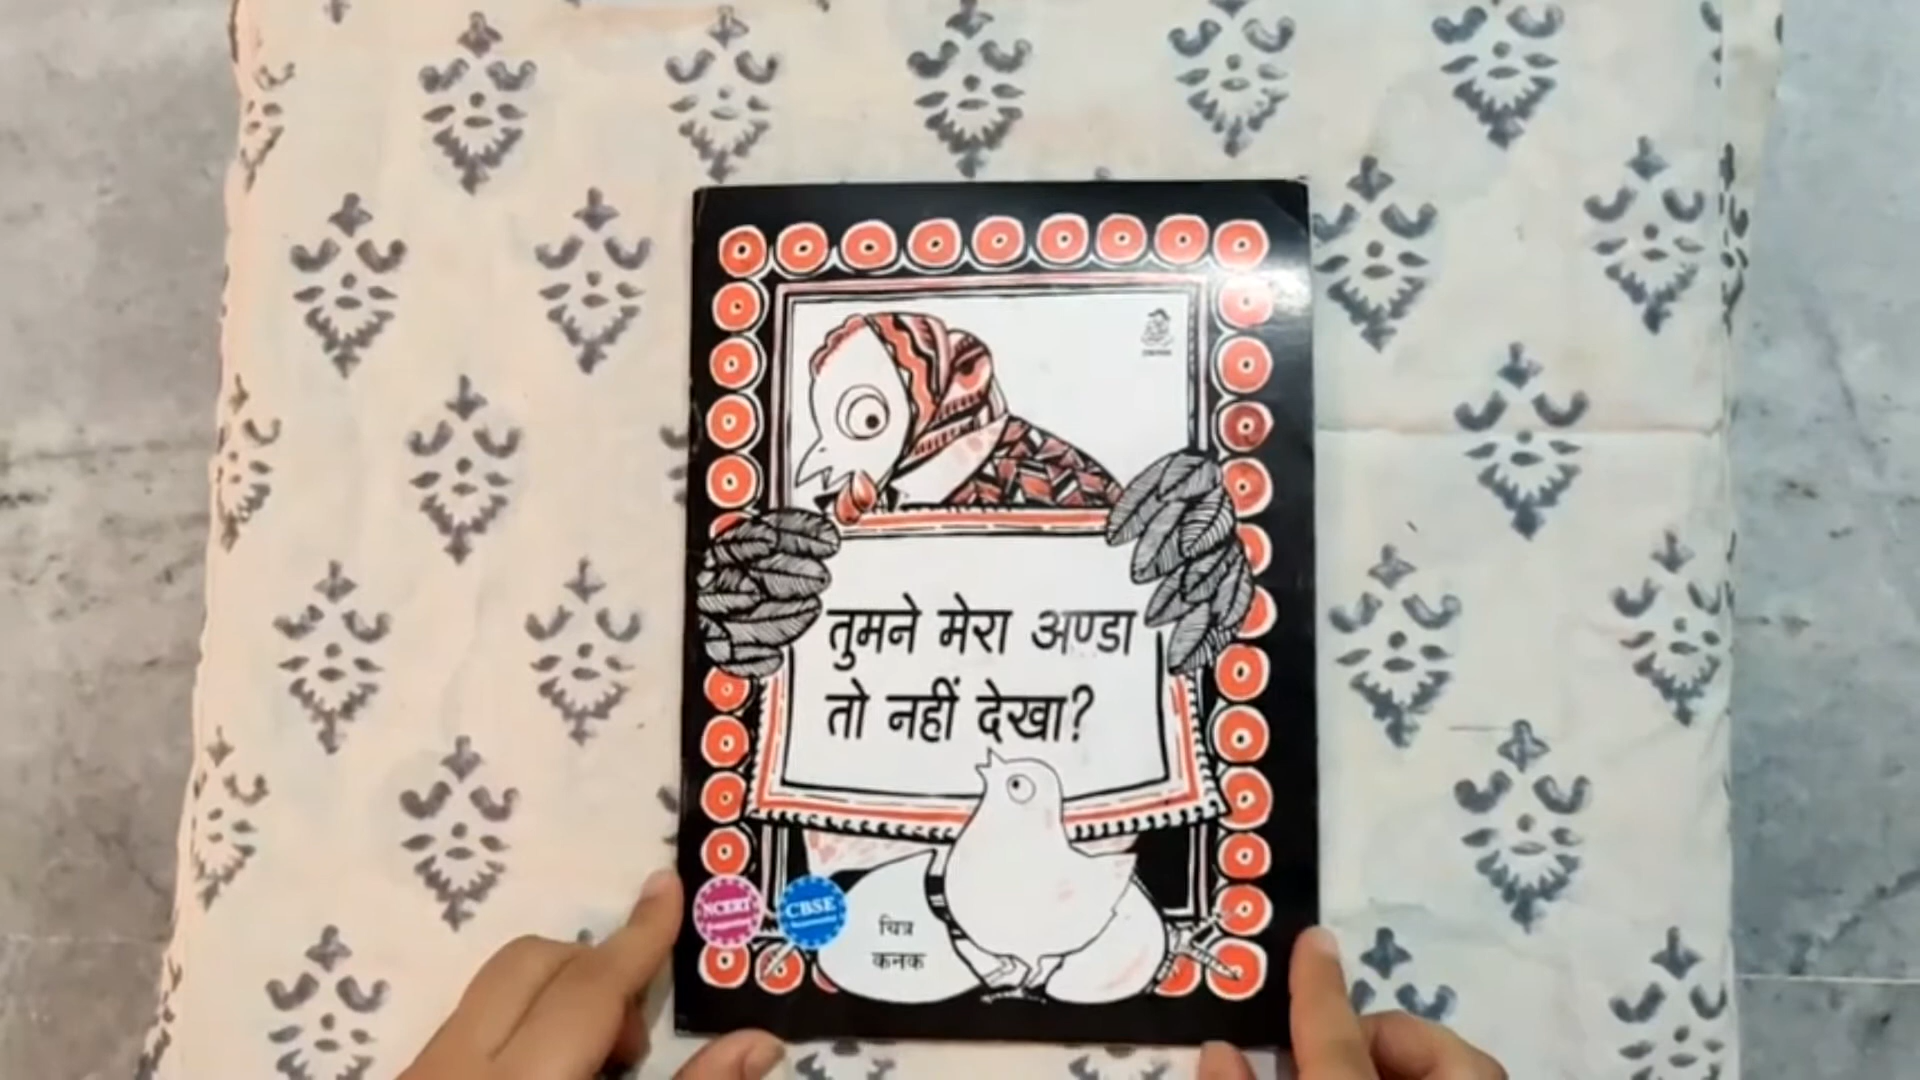 तुमने मेरा अण्डा
तो नहीं देखा?
NCERT
CBSE
चित्र
कनक